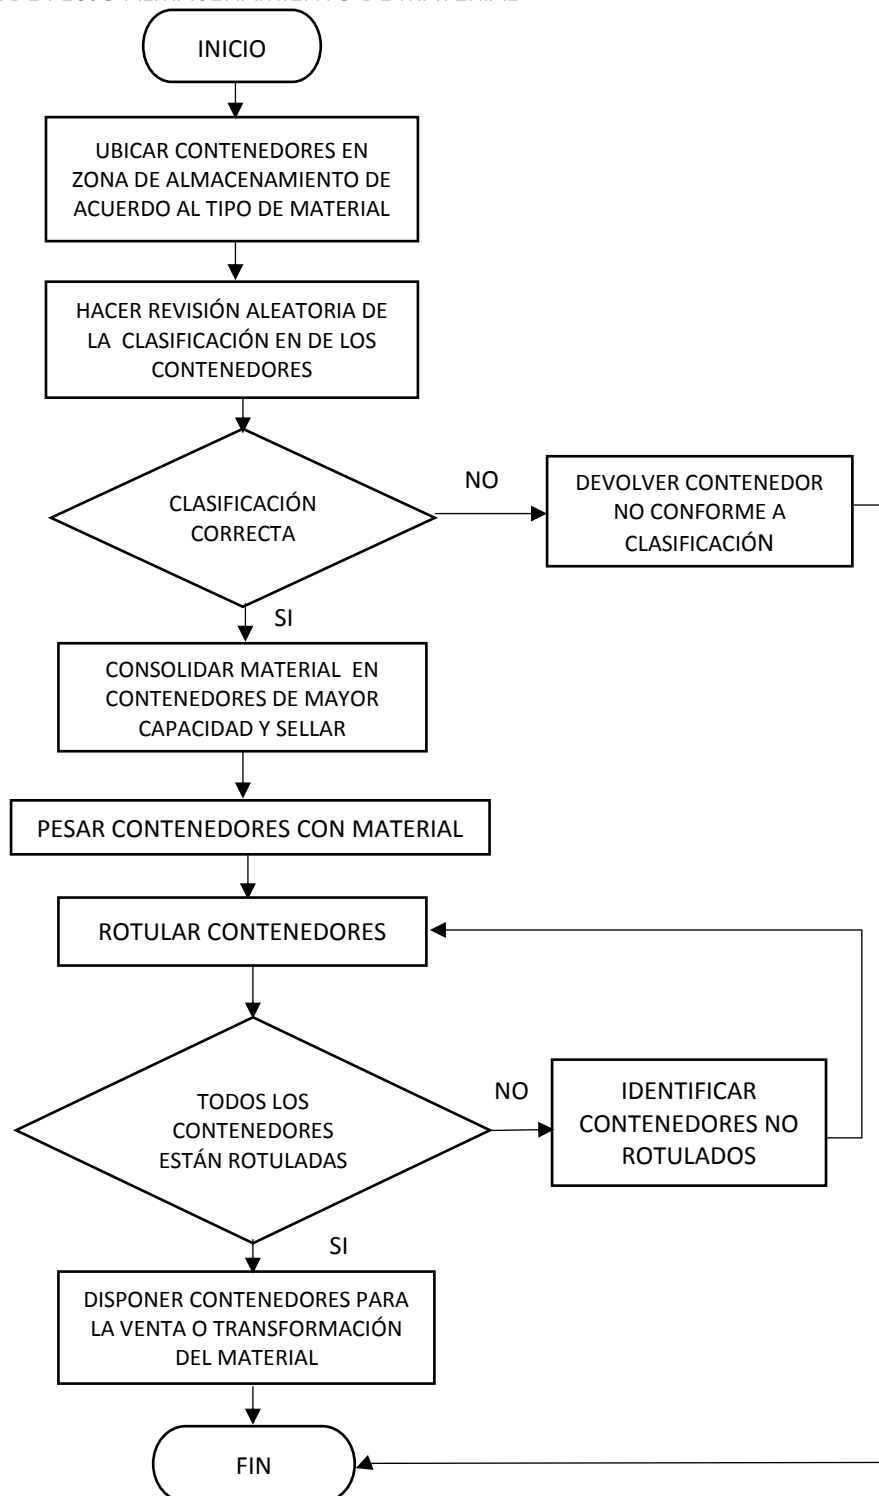 INICIO
UBICAR CONTENEDORES EN
ZONA DE ALMACENAMIENTO DE
ACUERDO AL TIPO DE MATERIAL
HACER REVISIÓN ALEATORIA DE
LA CLASIFICACIÓN EN DE LOS
CONTENEDORES
CLASIFICACIÓN
CORRECTA
NO
DEVOLVER CONTENEDOR
NO CONFORME A
CLASIFICACIÓN
SI
CONSOLIDAR MATERIAL EN
CONTENEDORES DE MAYOR
CAPACIDAD Y SELLAR
PESAR CONTENEDORES CON MATERIAL
ROTULAR CONTENEDORES
TODOS LOS
CONTENEDORES
ESTÁN ROTULADAS
NO
IDENTIFICAR
CONTENEDORES NO
ROTULADOS
SI
DISPONER CONTENEDORES PARA
LA VENTA O TRANSFORMACIÓN
DEL MATERIAL
FIN